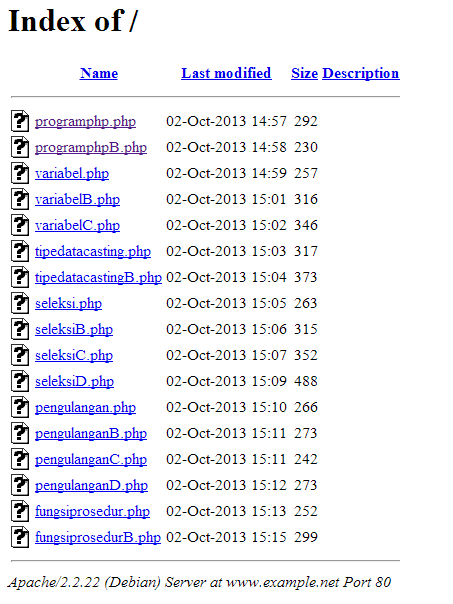 Index of /
Name Last modified Size Description
programphp.php 02-Oct-2013 14:57 292
programphpB.php 02-Oct-2013 14:58 230
variabel.php 02-Oct-2013 14:59 257
variabelB.php 02-Oct-2013 15:01 316
variabelC.php 02-Oct-2013 15:02 346
tipedatacasting.php 02-Oct-2013 15:03 317
tipedatacastingB.php 02-Oct-2013 15:04 373
seleksi.php 02-Oct-2013 15:05 263
seleksiB.php 02-Oct-2013 15:06 315
seleksiC.php 02-Oct-2013 15:07 352
seleksiD.php 02-Oct-2013 15:09 488
pengulangan.php 02-Oct-2013 15:10 266
pengulanganB.php 02-Oct-2013 15:11 273
pengulanganC.php 02-Oct-2013 15:11 242
pengulanganD.php 02-Oct-2013 15:12 273
fungsiprosedur.php 02-Oct-2013 15:13 252
fungsiprosedurB.php 02-Oct-2013 15:15 299
Apache/2.2.22 (Debian) Server at www.example.net Port 80